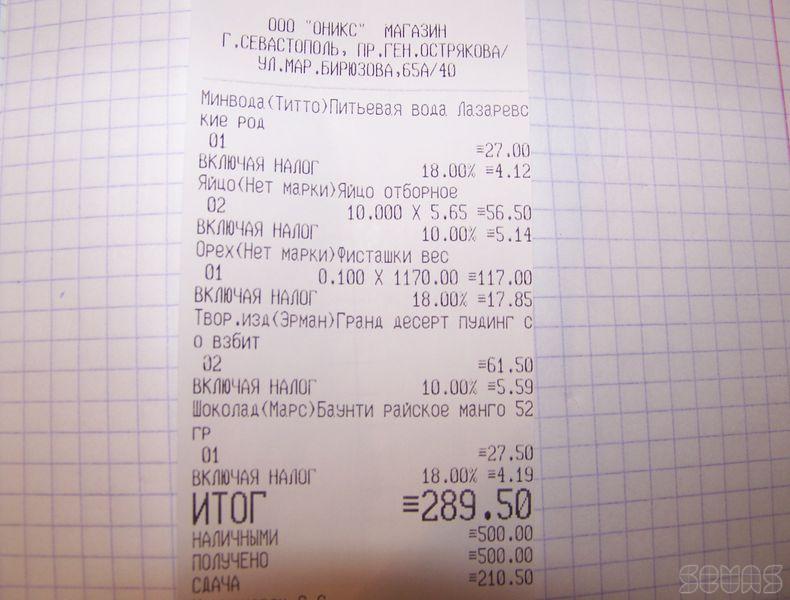 ООО "ОНИКС" МАГАЗИН
Г.СЕВАСТОПОЛЬ, ПР.ГЕН.ОСТРЯКОВА/
УЛ.МАР.БИРЮЗОВА,65А/40
Минвода(Титто)Питьевая вода Лазаревс
кие род
01 ≡27.00
ВКЛЮЧАЯ НАЛОГ 18.00% ≡4.12
Яйцо(Нет марки)Яйцо отборное
02 10.000 X 5.65 ≡56.50
ВКЛЮЧАЯ НАЛОГ 10.00% ≡5.14
Орех(Нет марки)Фисташки вес
01 0.100 X 1170.00 ≡117.00
ВКЛЮЧАЯ НАЛОГ 18.00% ≡17.85
Твор.изд(Эрман)Гранд десерт пудинг с
о взбит
02 ≡61.50
ВКЛЮЧАЯ НАЛОГ 10.00% ≡5.59
Шоколад(Марс)Баунти райское манго 52
гр
01 ≡27.50
ВКЛЮЧАЯ НАЛОГ 18.00% ≡4.19
ИТОГ ≡289.50
НАЛИЧНЫМИ ≡500.00
ПОЛУЧЕНО ≡500.00
СДАЧА ≡210.50
SEVAS